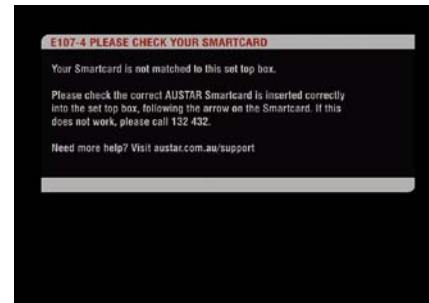 E107-4 PLEASE CHECK YOUR SMARTCARD
Your Smartcard is not matched to this set top box.
Please check the correct AUSTAR Smartcard is inserted correctly
into the set top box, following the arrow on the Smartcard. If this
does not work, please call 132 432.
Need more help? Visit austar.com.au/support